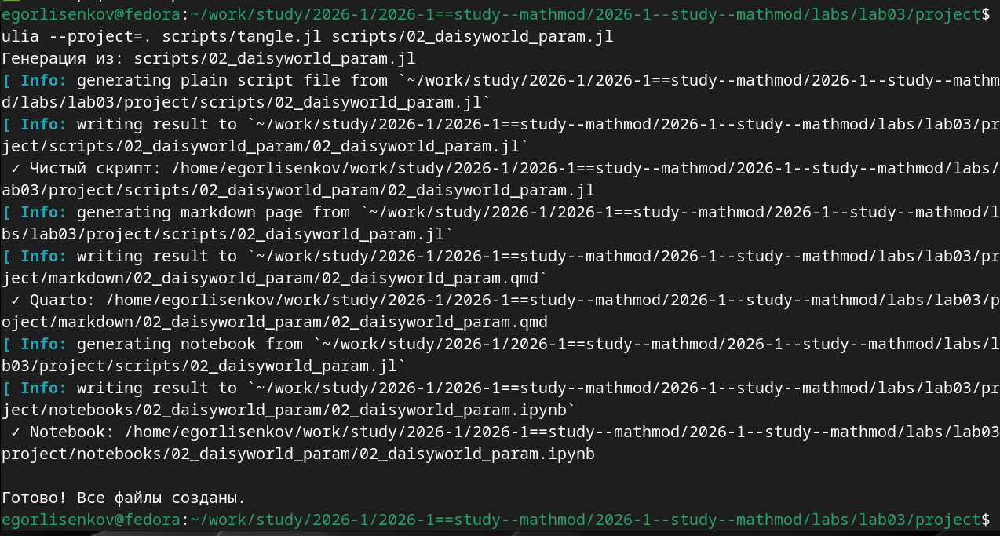 egorlisenkov@fedora:~/work/study/2026-1/2026-1==study--mathmod/2026-1--study--mathmod/labs/lab03/project$
ulia --project=. scripts/tangle.jl scripts/02_daisyworld_param.jl
Генерация из: scripts/02_daisyworld_param.jl
[ Info: generating plain script file from `~/work/study/2026-1/2026-1==study--mathmod/2026-1--study--mathm
d/labs/lab03/project/scripts/02_daisyworld_param.jl`
[ Info: writing result to `~/work/study/2026-1/2026-1==study--mathmod/2026-1--study--mathmod/labs/lab03/pr
ject/scripts/02_daisyworld_param/02_daisyworld_param.jl`
✓ Чистый скрипт: /home/egorlisenkov/work/study/2026-1/2026-1==study--mathmod/2026-1--study--mathmod/labs/
ab03/project/scripts/02_daisyworld_param/02_daisyworld_param.jl
[ Info: generating markdown page from `~/work/study/2026-1/2026-1==study--mathmod/2026-1--study--mathmod/l
bs/lab03/project/scripts/02_daisyworld_param.jl`
[ Info: writing result to `~/work/study/2026-1/2026-1==study--mathmod/2026-1--study--mathmod/labs/lab03/pr
ject/markdown/02_daisyworld_param/02_daisyworld_param.qmd`
✓ Quarto: /home/egorlisenkov/work/study/2026-1/2026-1==study--mathmod/2026-1--study--mathmod/labs/lab03/p
oject/markdown/02_daisyworld_param/02_daisyworld_param.qmd
[ Info: generating notebook from `~/work/study/2026-1/2026-1==study--mathmod/2026-1--study--mathmod/labs/l
b03/project/scripts/02_daisyworld_param.jl`
[ Info: writing result to `~/work/study/2026-1/2026-1==study--mathmod/2026-1--study--mathmod/labs/lab03/pr
ject/notebooks/02_daisyworld_param/02_daisyworld_param.ipynb`
✓ Notebook: /home/egorlisenkov/work/study/2026-1/2026-1==study--mathmod/2026-1--study--mathmod/labs/lab03
project/notebooks/02_daisyworld_param/02_daisyworld_param.ipynb
Готово! Все файлы созданы.
egorlisenkov@fedora:~/work/study/2026-1/2026-1==study--mathmod/2026-1--study--mathmod/labs/lab03/project$